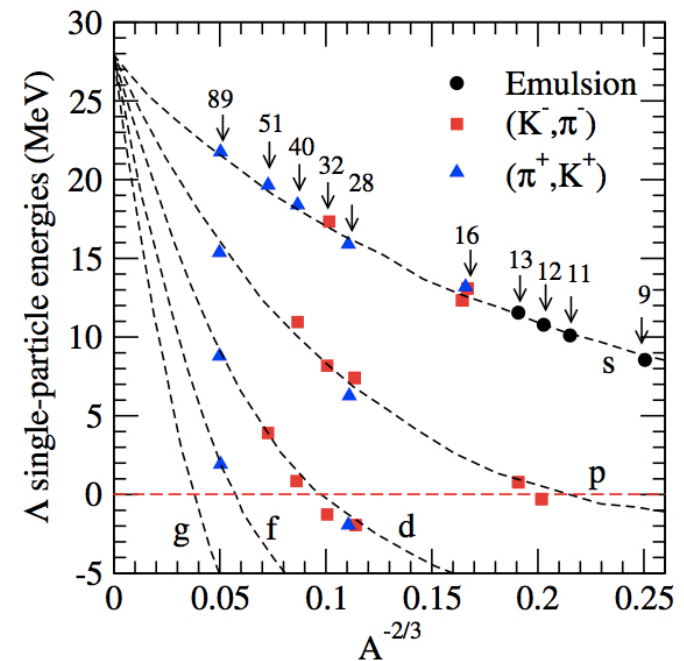 Λ single-particle energies (MeV)
30
25
20
15
10
5
0
-5
89
51
40
32
28
16
13
12
11
9
Emulsion
(K⁻,π⁻)
(π⁺,K⁺)
s
p
d
f
g
0 0.05 0.1 0.15 0.2 0.25
A⁻²/³